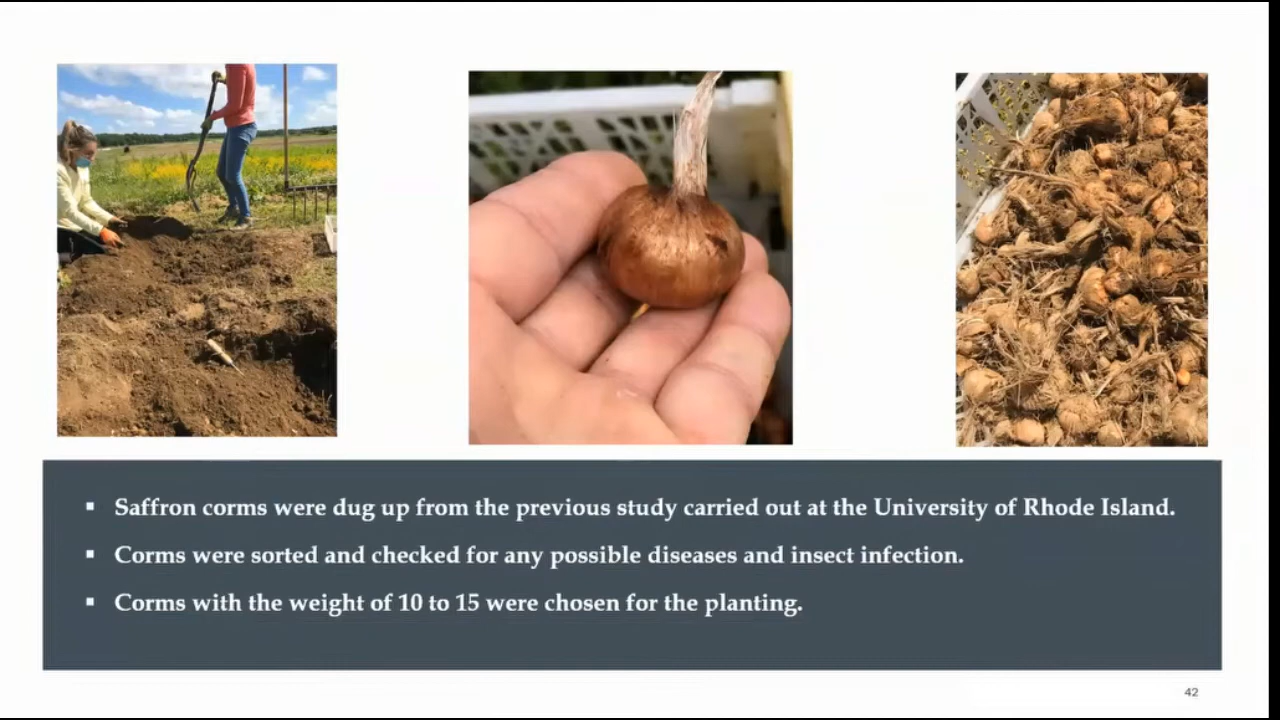 ▪ Saffron corms were dug up from the previous study carried out at the University of Rhode Island.
▪ Corms were sorted and checked for any possible diseases and insect infection.
▪ Corms with the weight of 10 to 15 were chosen for the planting.
42